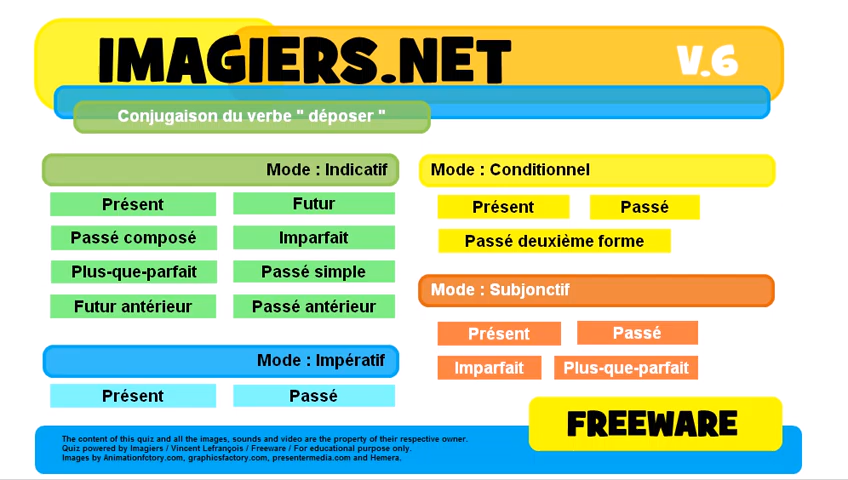 IMAGIERS.NET
V.6
Conjugaison du verbe " déposer "
Mode : Indicatif
Présent
Futur
Passé composé
Imparfait
Plus-que-parfait
Passé simple
Futur antérieur
Passé antérieur
Mode : Impératif
Présent
Passé
Mode : Conditionnel
Présent
Passé
Passé deuxième forme
Mode : Subjonctif
Présent
Passé
Imparfait
Plus-que-parfait
FREEWARE
The content of this quiz and all the images, sounds and video are the property of their respective owner.
Quiz powered by Imagiers / Vincent Lefrançois / Freeware / For educational purpose only.
Images by Animationfctory.com, graphicsfactory.com, presentermedia.com and Hemera.